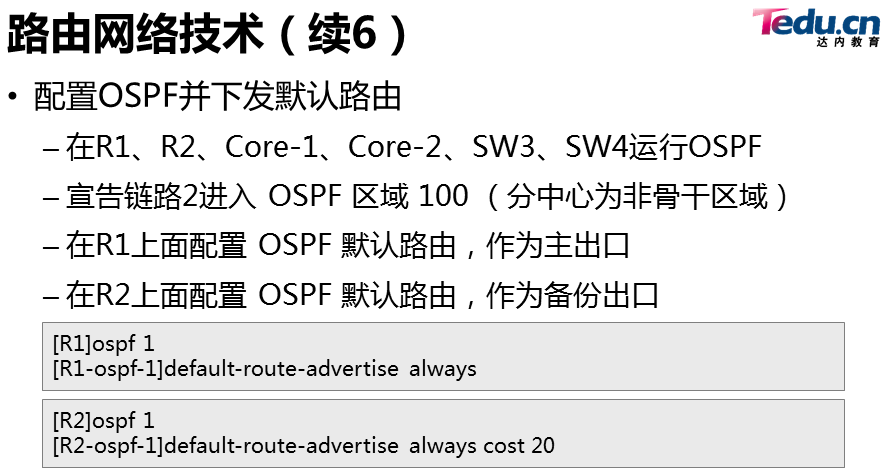 路由网络技术（续6）
Tedu.cn
达内教育
• 配置OSPF并下发默认路由
– 在R1、R2、Core-1、Core-2、SW3、SW4运行OSPF
– 宣告链路2进入 OSPF 区域 100 （分中心为非骨干区域）
– 在R1上面配置 OSPF 默认路由，作为主出口
– 在R2上面配置 OSPF 默认路由，作为备份出口
[R1]ospf 1
[R1-ospf-1]default-route-advertise always
[R2]ospf 1
[R2-ospf-1]default-route-advertise always cost 20